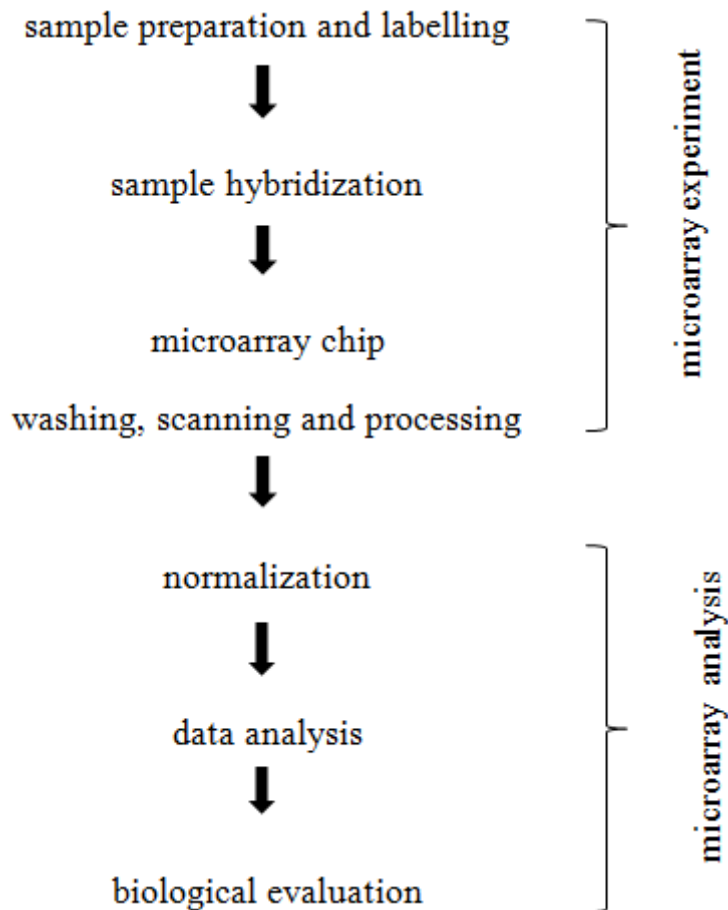 sample preparation and labelling
sample hybridization
microarray chip
washing, scanning and processing
microarray experiment
normalization
data analysis
biological evaluation
microarray analysis